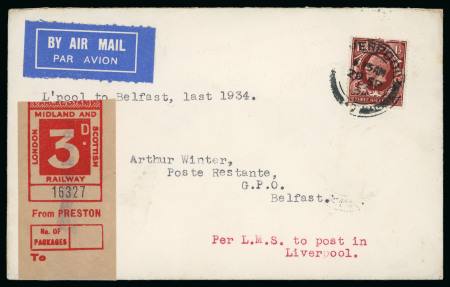 BY AIR MAIL
PAR AVION
L'pool to Belfast, last 1934.
MIDLAND AND
LONDON
SCOTTISH
3D.
RAILWAY
16327
From PRESTON
No. OF
PACKAGES
To
Arthur Winter,
Poste Restante,
G.P.O.
Belfast.
Per L.M.S. to post in
Liverpool.